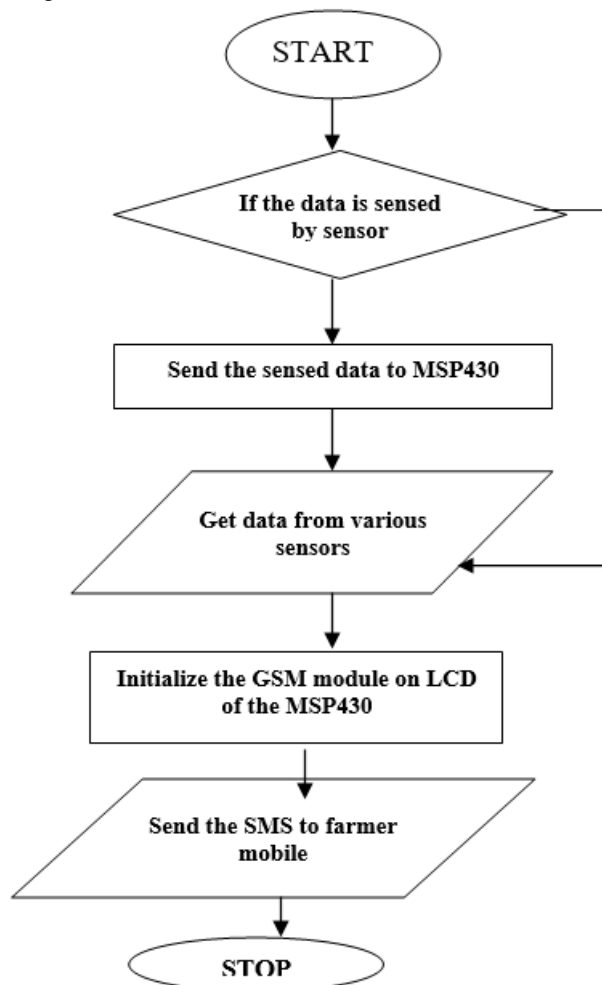 START
If the data is sensed
by sensor
Send the sensed data to MSP430
Get data from various
sensors
Initialize the GSM module on LCD
of the MSP430
Send the SMS to farmer
mobile
STOP